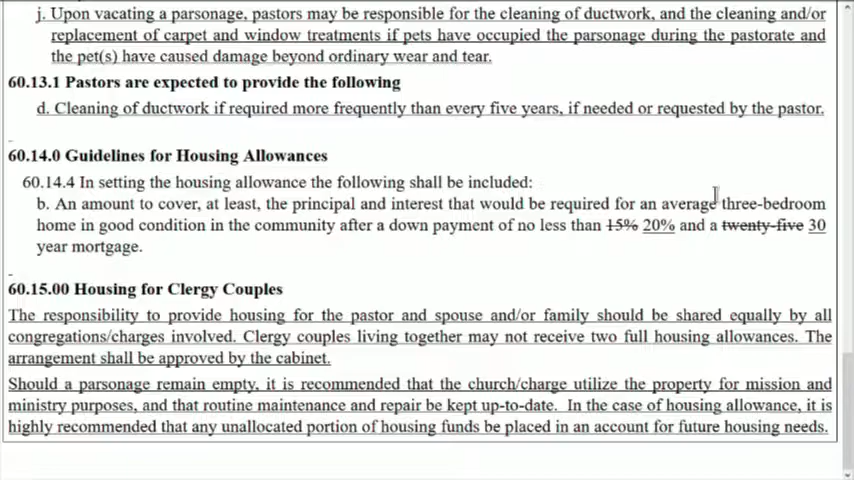 j. Upon vacating a parsonage, pastors may be responsible for the cleaning of ductwork, and the cleaning and/or
replacement of carpet and window treatments if pets have occupied the parsonage during the pastorate and
the pet(s) have caused damage beyond ordinary wear and tear.
60.13.1 Pastors are expected to provide the following
d. Cleaning of ductwork if required more frequently than every five years, if needed or requested by the pastor.
60.14.0 Guidelines for Housing Allowances
60.14.4 In setting the housing allowance the following shall be included:
b. An amount to cover, at least, the principal and interest that would be required for an average three-bedroom
home in good condition in the community after a down payment of no less than 15% 20% and a twenty-five 30
year mortgage.
60.15.00 Housing for Clergy Couples
The responsibility to provide housing for the pastor and spouse and/or family should be shared equally by all
congregations/charges involved. Clergy couples living together may not receive two full housing allowances. The
arrangement shall be approved by the cabinet.
Should a parsonage remain empty, it is recommended that the church/charge utilize the property for mission and
ministry purposes, and that routine maintenance and repair be kept up-to-date. In the case of housing allowance, it is
highly recommended that any unallocated portion of housing funds be placed in an account for future housing needs.